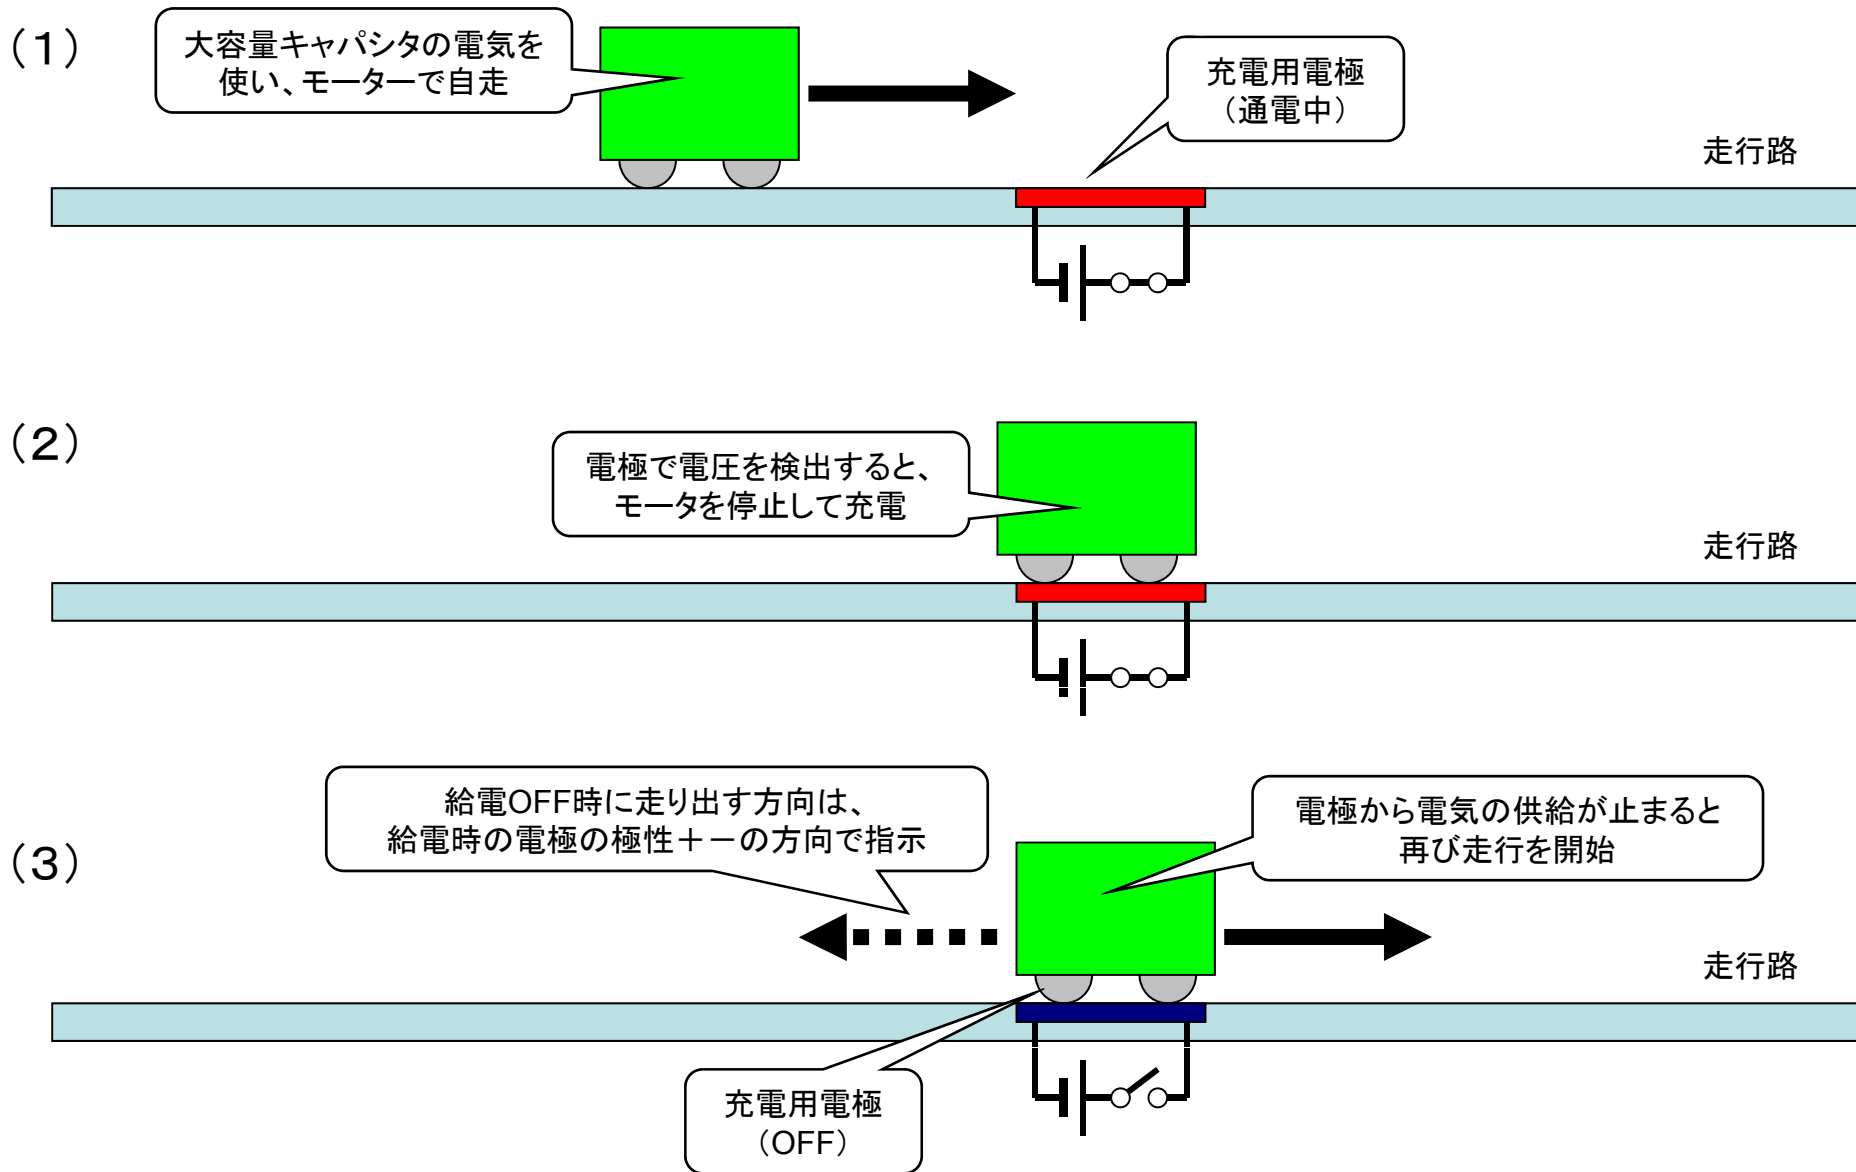 (1)
大容量キャパシタの電気を
使い、モーターで自走
充電用電極
(通電中)
走行路
(2)
電極で電圧を検出すると、
モータを停止して充電
走行路
(3)
給電OFF時に走り出す方向は、
給電時の電極の極性+-の方向で指示
電極から電気の供給が止まると
再び走行を開始
走行路
充電用電極
(OFF)